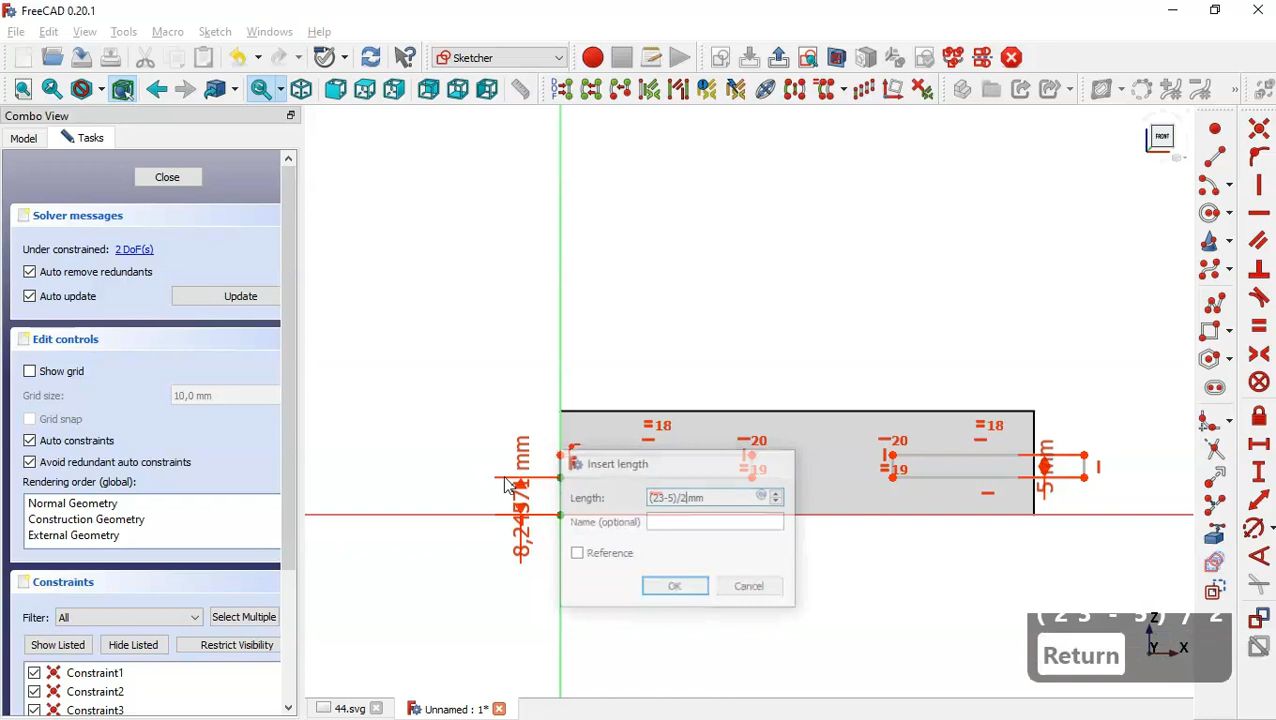 FreeCAD 0.20.1
File Edit View Tools Macro Sketch Windows Help
Sketcher
Combo View
Model Tasks
Close
Solver messages
Under constrained: 2 DoF(s)
Auto remove redundants
Auto update Update
Edit controls
Show grid
Grid size: 10,0 mm
Grid snap
Auto constraints
Avoid redundant auto constraints
Rendering order (global):
Normal Geometry
Construction Geometry
External Geometry
Constraints
Filter: All Select Multiple
Show Listed Hide Listed Restrict Visibility
Constraint1
Constraint2
Constraint3
FRONT
=18 =18
20 20
=19 =19
5 mm
Insert length
Length: (23-5)/2mm
Name (optional)
Reference
OK Cancel
(23-5)/2
Return
Z
Y X
44.svg Unnamed : 1*